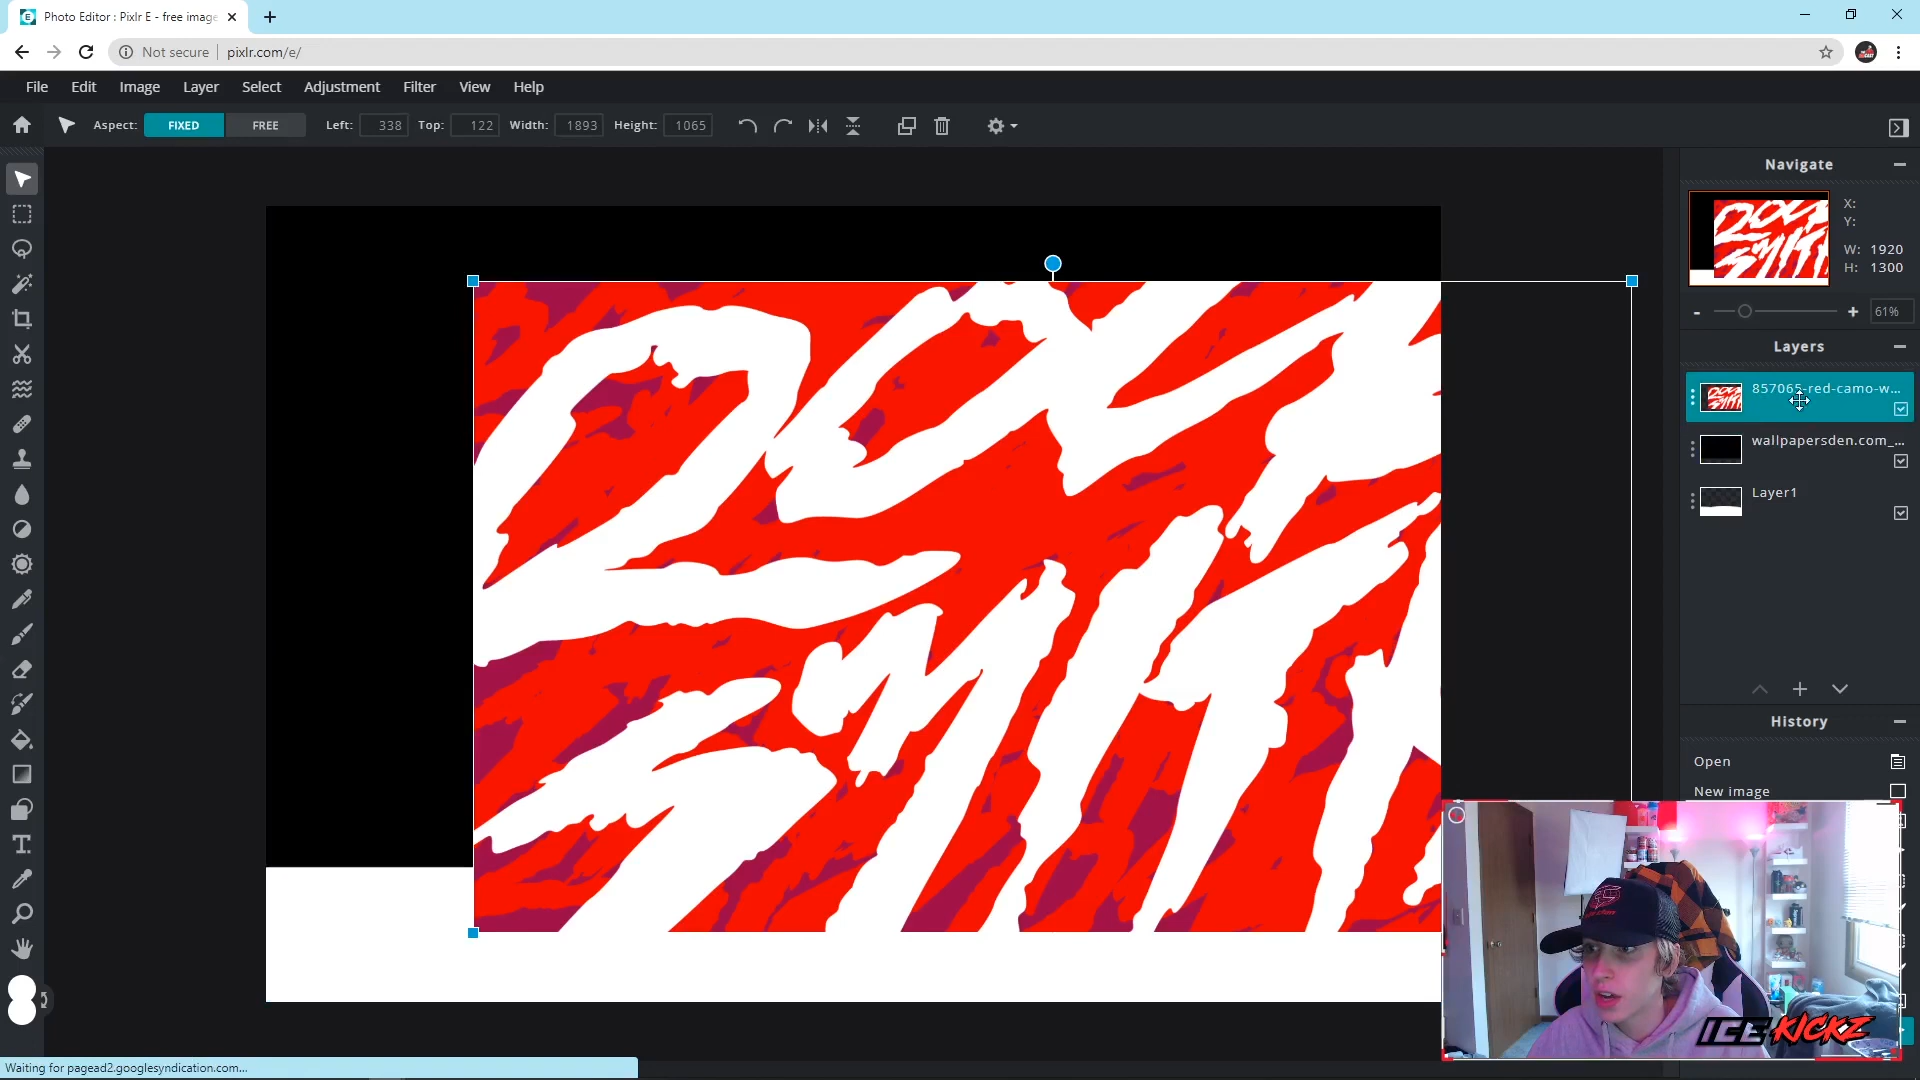 Photo Editor : Pixlr E - free image
Not secure
pixlr.com/e/
File Edit Image Layer Select Adjustment Filter View Help
Aspect: FIXED FREE Left: 338 Top: 122 Width: 1893 Height: 1065
Navigate
X:
Y:
W: 1920
H: 1300
- + 61%
Layers
857065-red-camo-w...
wallpapersden.com_...
Layer1
History
Open
New image
ICE KICKZ
Waiting for pagead2.googlesyndication.com...